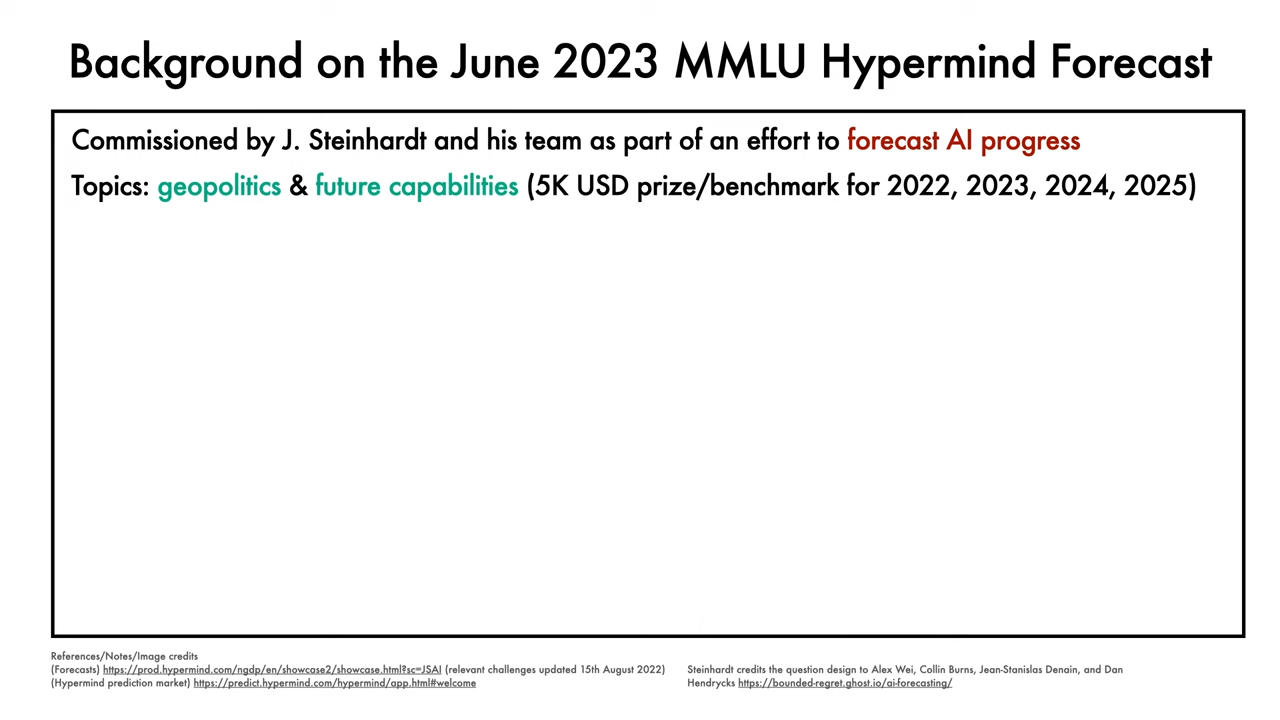 Background on the June 2023 MMLU Hypermind Forecast
Commissioned by J. Steinhardt and his team as part of an effort to forecast AI progress
Topics: geopolitics & future capabilities (5K USD prize/benchmark for 2022, 2023, 2024, 2025)
References/Notes/Image credits
(Forecasts) https://prod.hypermind.com/ngdp/en/showcase2/showcase.html?sc=JSAI (relevant challenges updated 15th August 2022)
(Hypermind prediction market) https://predict.hypermind.com/hypermind/app.html#welcome
Steinhardt credits the question design to Alex Wei, Collin Burns, Jean-Stanislas Denain, and Dan
Hendrycks https://bounded-regret.ghost.io/ai-forecasting/